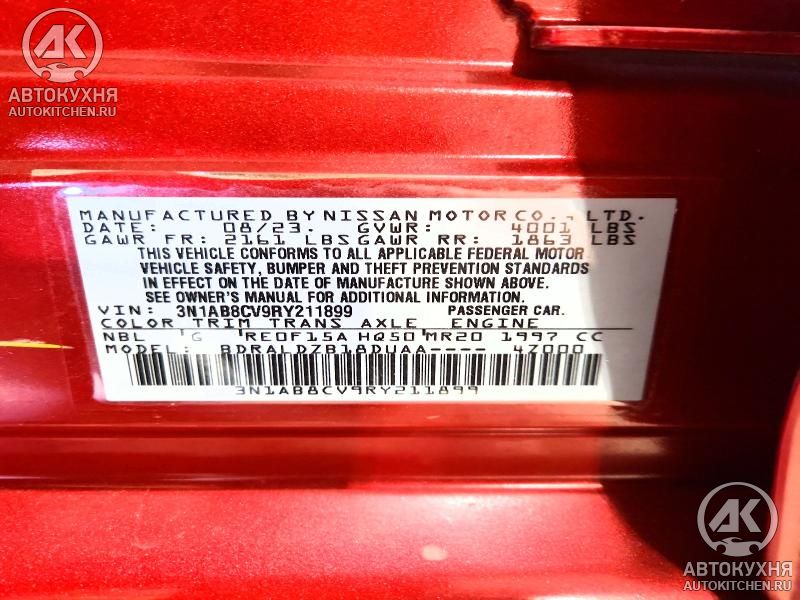 AK
АВТОКУХНЯ
AUTOKITCHEN.RU
MANUFACTURED BY NISSAN MOTOR CO., LTD.
DATE: 08/23. GVWR: 4001 LBS
GAWR FR: 2161 LBS GAWR RR: 1863 LBS
THIS VEHICLE CONFORMS TO ALL APPLICABLE FEDERAL MOTOR
VEHICLE SAFETY, BUMPER AND THEFT PREVENTION STANDARDS
IN EFFECT ON THE DATE OF MANUFACTURE SHOWN ABOVE.
SEE OWNER'S MANUAL FOR ADDITIONAL INFORMATION.
VIN: 3N1AB8CV9RY211899 PASSENGER CAR.
COLOR TRIM TRANS AXLE ENGINE
NBL G RE0F15A HQ50 MR20 1997 CC
MODEL: BDRALDZB18DUAA---- 4Z000
3N1AB8CV9RY211899
AK
АВТОКУХНЯ
AUTOKITCHEN.RU